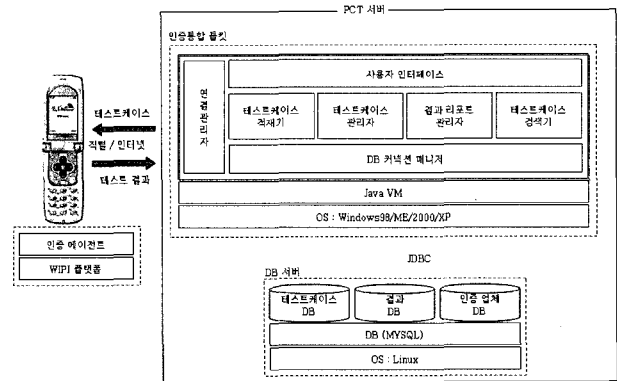 PCT 서버
인증통합 툴킷
연결관리자
사용자 인터페이스
테스트케이스 적재기
테스트케이스 관리자
결과 리포트 관리자
테스트케이스 검색기
DB 커넥션 매니저
Java VM
OS : Windows98/ME/2000/XP
테스트케이스
직렬 / 인터넷
테스트 결과
인증 에이전트
WIPI 플랫폼
JDBC
DB 서버
테스트케이스 DB
결과 DB
인증 업체 DB
DB (MYSQL)
OS : Linux